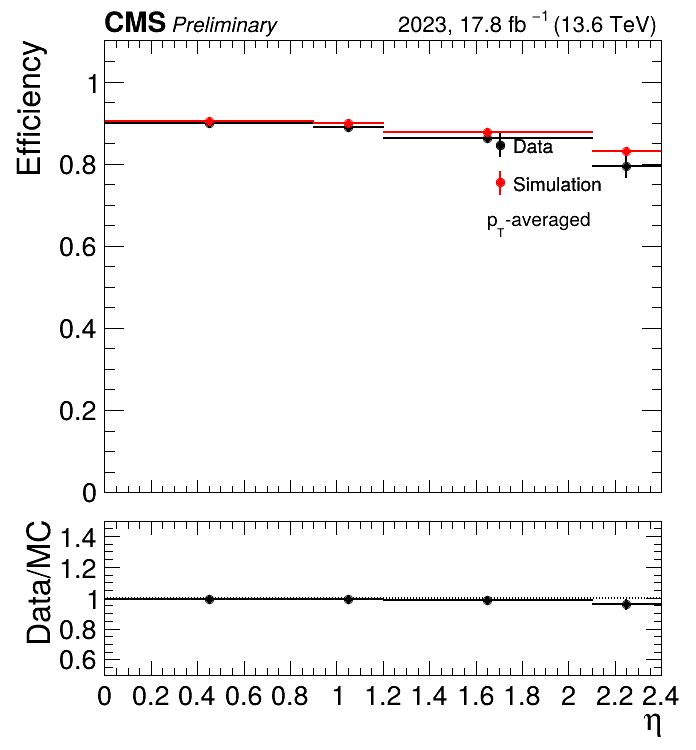 CMS Preliminary 2023, 17.8 fb⁻¹ (13.6 TeV)
Efficiency
1
0.8
0.6
0.4
0.2
0
Data
Simulation
p_T-averaged
Data/MC
1.4
1.2
1
0.8
0.6
0 0.2 0.4 0.6 0.8 1 1.2 1.4 1.6 1.8 2 2.2 2.4
η